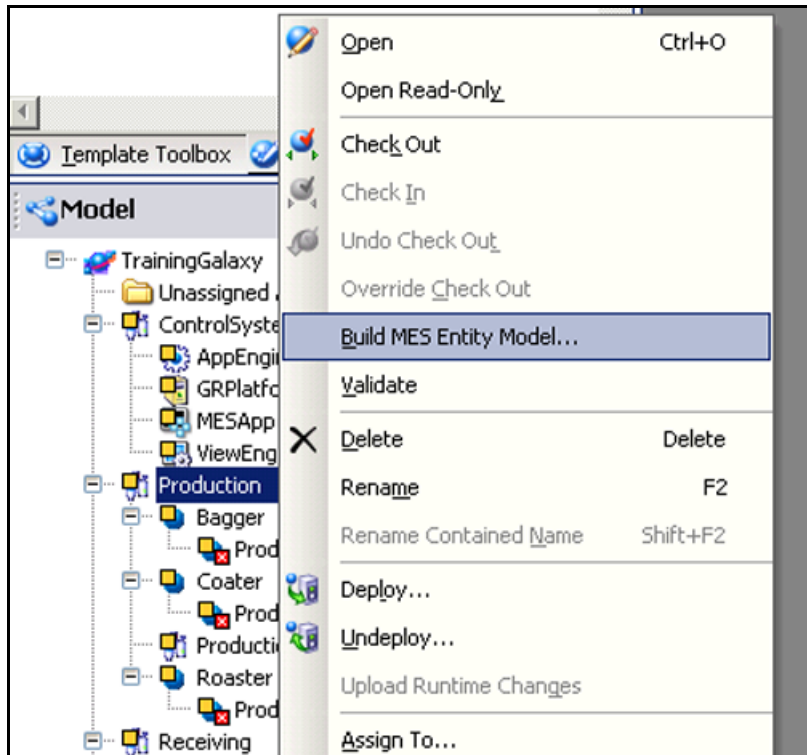 Open Ctrl+O
Open Read-Only
Template Toolbox
Check Out
Check In
Model
Undo Check Out
TrainingGalaxy
Override Check Out
Unassigned
ControlSyste
Build MES Entity Model...
AppEngi
Validate
GRPlatfo
MESApp
Delete Delete
ViewEng
Production
Rename F2
Bagger
Rename Contained Name Shift+F2
Prod
Coater
Deploy...
Prod
Undeploy...
Producti
Roaster
Upload Runtime Changes
Prod
Receiving
Assign To...